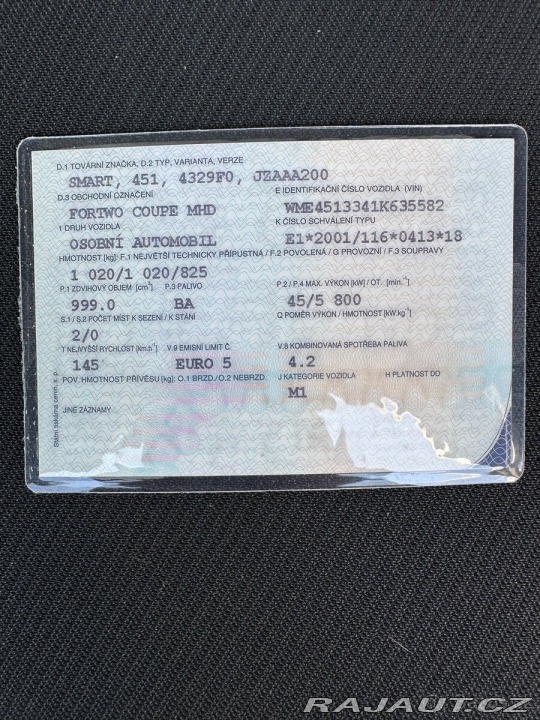 D.1 TOVÁRNÍ ZNAČKA, D.2 TYP, VARIANTA, VERZE
SMART, 451, 4329F0, JZAAA200
D.3 OBCHODNÍ OZNAČENÍ E IDENTIFIKAČNÍ ČÍSLO VOZIDLA (VIN)
FORTWO COUPE MHD WME4513341K635582
1 DRUH VOZIDLA K ČÍSLO SCHVÁLENÍ TYPU
OSOBNÍ AUTOMOBIL E1*2001/116*0413*18
HMOTNOST [kg]: F.1 NEJVĚTŠÍ TECHNICKY PŘÍPUSTNÁ / F.2 POVOLENÁ / G PROVOZNÍ / F.3 SOUPRAVY
1 020/1 020/825
P.1 ZDVIHOVÝ OBJEM [cm³] P.3 PALIVO P.2 / P.4 MAX. VÝKON [kW] / OT. [min⁻¹]
999.0 BA 45/5 800
S.1 / S.2 POČET MÍST K SEZENÍ / K STÁNÍ Q POMĚR VÝKON / HMOTNOST [kW.kg⁻¹]
2/0
T NEJVYŠŠÍ RYCHLOST [km.h⁻¹] V.9 EMISNÍ LIMIT Č. V.8 KOMBINOVANÁ SPOTŘEBA PALIVA
145 EURO 5 4.2
POV. HMOTNOST PŘÍVĚSU [kg]: O.1 BRZD. / O.2 NEBRZD. J KATEGORIE VOZIDLA H PLATNOST DO
M1
JINÉ ZÁZNAMY
Státní tiskárna cenin, s. p.
RAJAUT.CZ